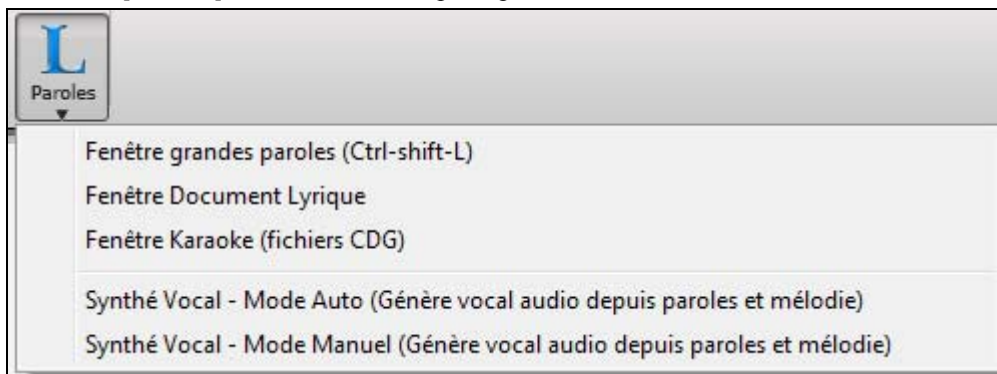 L
Paroles
Fenêtre grandes paroles (Ctrl-shift-L)
Fenêtre Document Lyrique
Fenêtre Karaoke (fichiers CDG)
Synthé Vocal - Mode Auto (Génère vocal audio depuis paroles et mélodie)
Synthé Vocal - Mode Manuel (Génère vocal audio depuis paroles et mélodie)